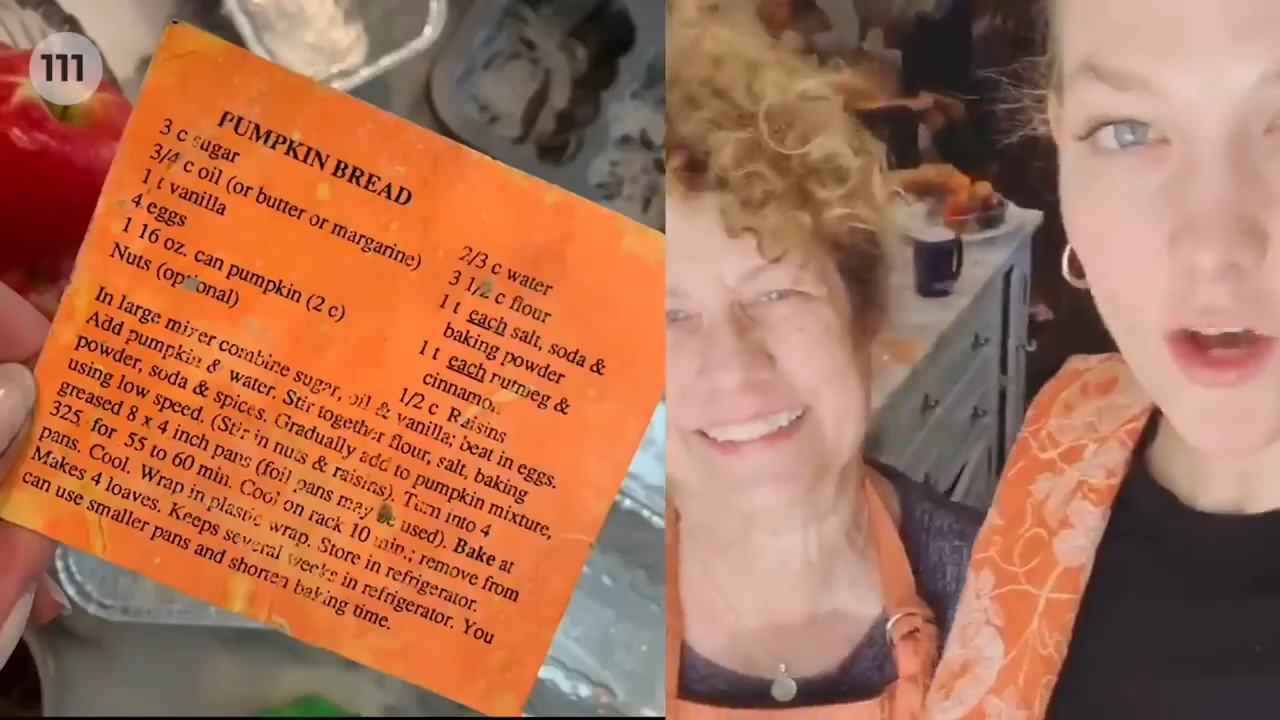 111
PUMPKIN BREAD
3 c sugar
3/4 c oil (or butter or margarine)
1 t vanilla
4 eggs
1 16 oz. can pumpkin (2 c)
Nuts (optional)
2/3 c water
3 1/2 c flour
1 t each salt, soda &
baking powder
1 t each nutmeg &
cinnamon
1/2 c Raisins
In large mixer combine sugar, oil & vanilla; beat in eggs.
Add pumpkin & water. Stir together flour, salt, baking
powder, soda & spices. Gradually add to pumpkin mixture,
using low speed. (Stir in nuts & raisins). Turn into 4
greased 8 x 4 inch pans (foil pans may be used). Bake at
325 for 55 to 60 min. Cool on rack 10 min.; remove from
pans. Cool. Wrap in plastic wrap. Store in refrigerator.
Makes 4 loaves. Keeps several weeks in refrigerator. You
can use smaller pans and shorten baking time.